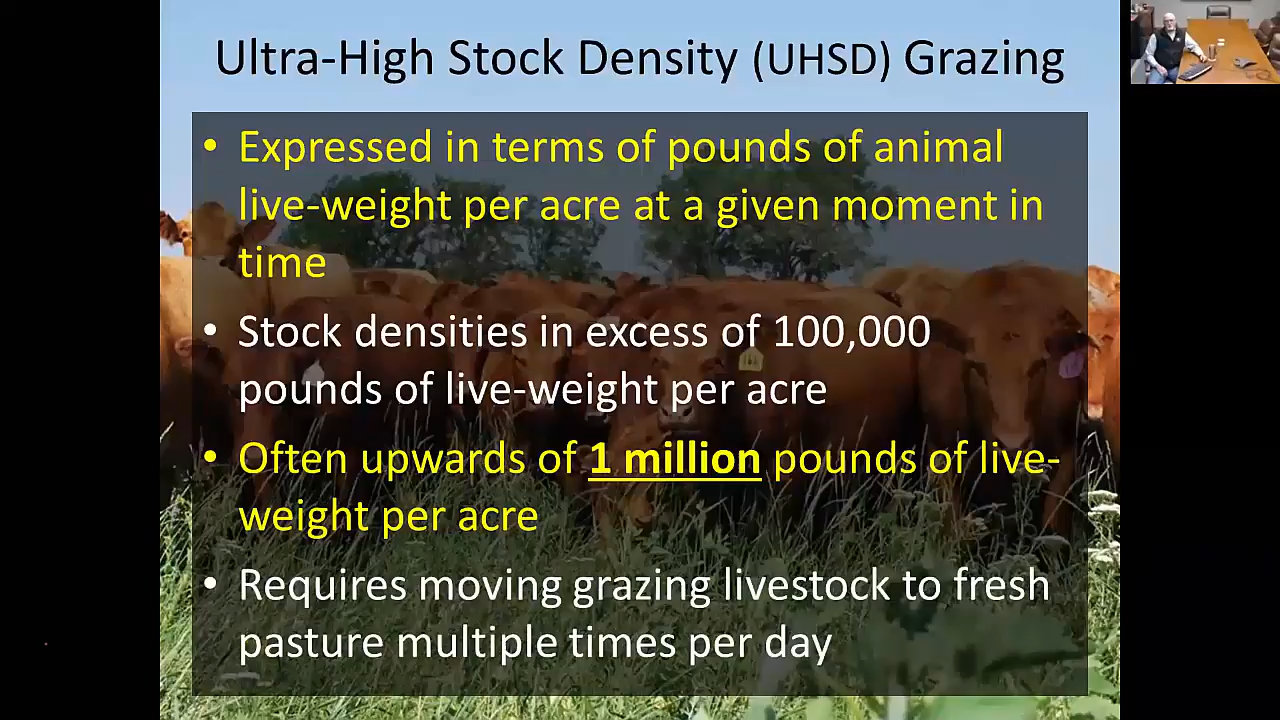 Ultra-High Stock Density (UHSD) Grazing
• Expressed in terms of pounds of animal
live-weight per acre at a given moment in
time
• Stock densities in excess of 100,000
pounds of live-weight per acre
• Often upwards of 1 million pounds of live-
weight per acre
• Requires moving grazing livestock to fresh
pasture multiple times per day